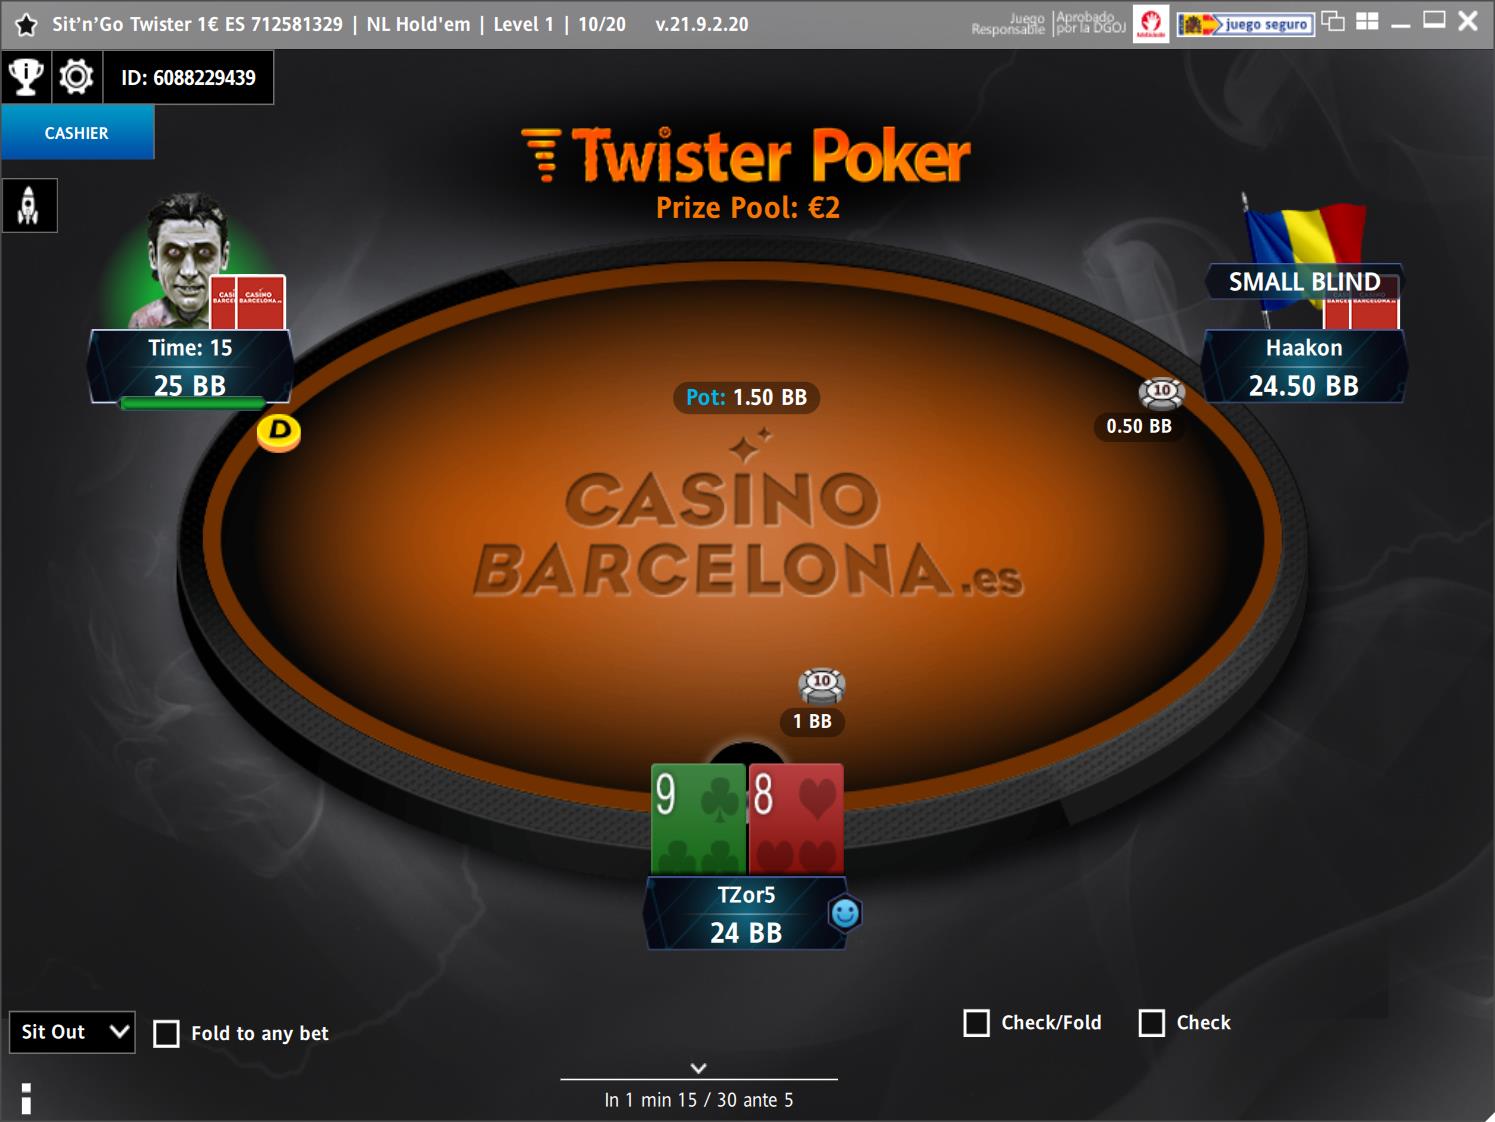 Sit'n'Go Twister 1€ ES 712581329 | NL Hold'em | Level 1 | 10/20 v.21.9.2.20
Juego Responsable
Aprobado por la DGOJ
juego seguro
ID: 6088229439
CASHIER
Twister Poker
Prize Pool: €2
CASINO BARCELONA.es
Time: 15
25 BB
D
SMALL BLIND
Haakon
24.50 BB
10
0.50 BB
Pot: 1.50 BB
CASINO
BARCELONA.es
10
1 BB
9 8
TZor5
24 BB
Sit Out
Fold to any bet
Check/Fold
Check
In 1 min 15 / 30 ante 5